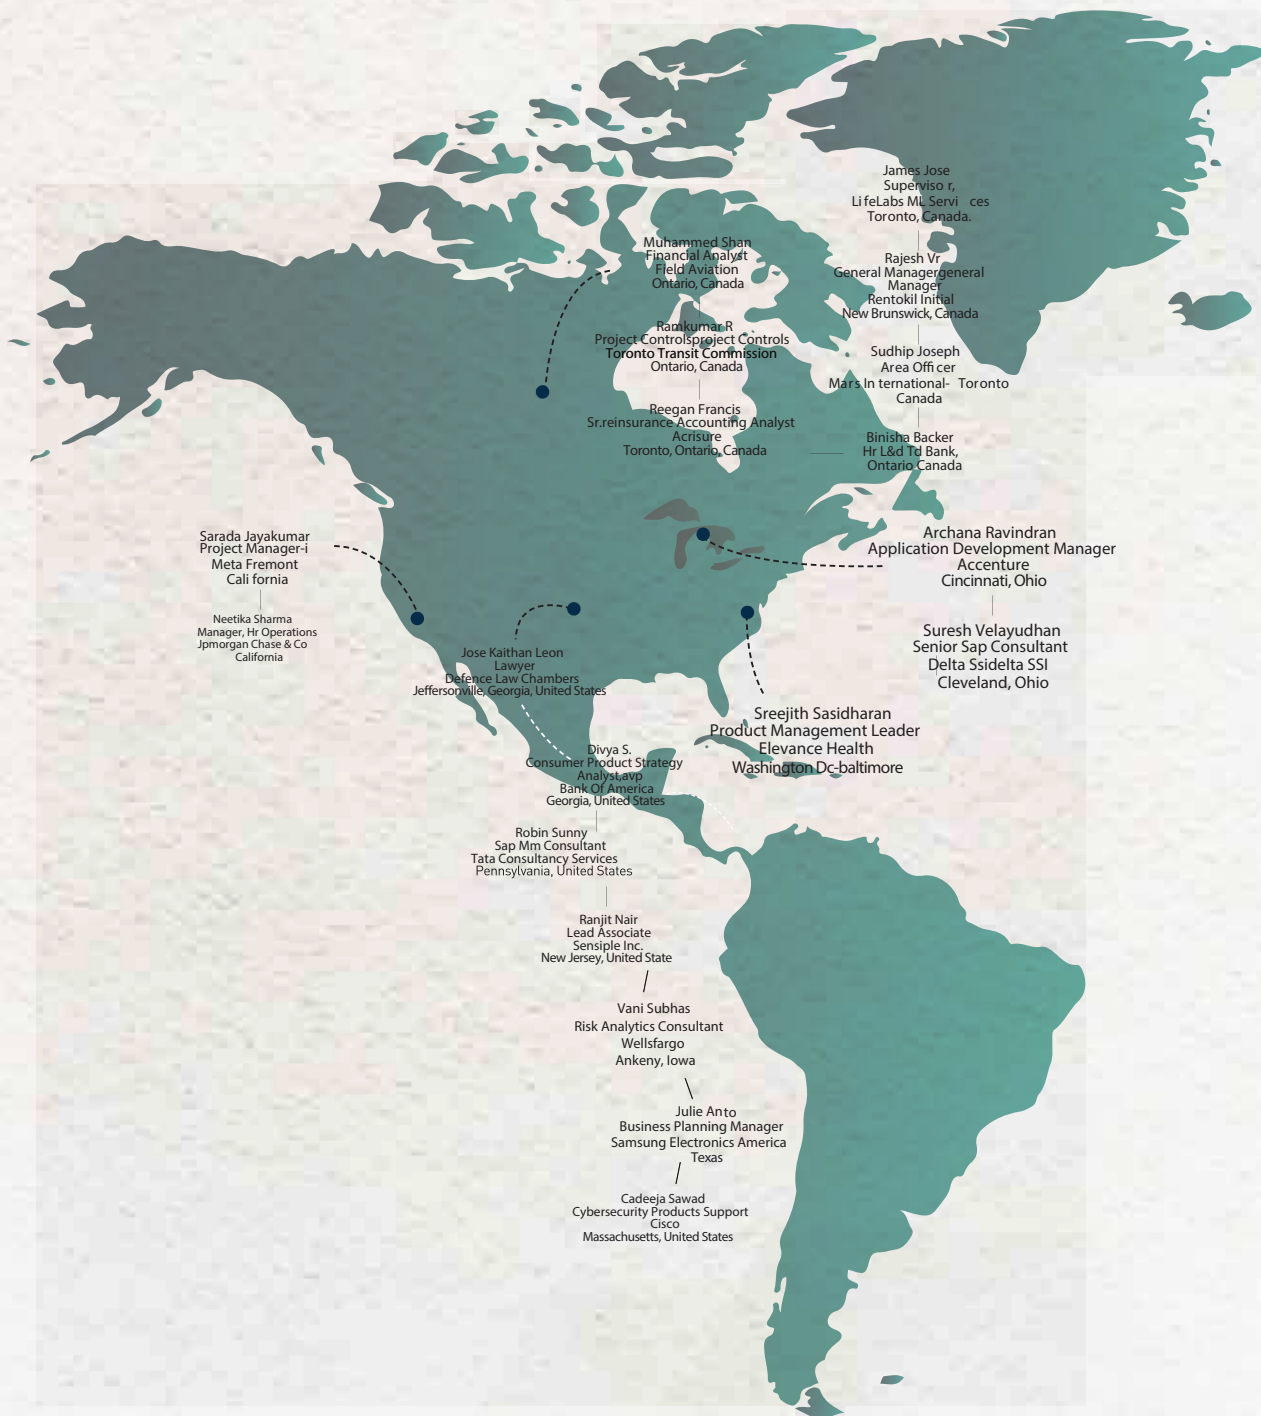 James Jose
Superviso r,
Li feLabs ML Servi ces
Toronto, Canada.
Muhammed Shan
Financial Analyst
Field Aviation
Ontario, Canada
Rajesh Vr
General Managergeneral
Manager
Rentokil Initial
New Brunswick, Canada
Ramkumar R
Project Controlsproject Controls
Toronto Transit Commission
Ontario, Canada
Sudhip Joseph
Area Offi cer
Mars In ternational- Toronto
Canada
Reegan Francis
Sr.reinsurance Accounting Analyst
Acrisure
Toronto, Ontario, Canada
Binisha Backer
Hr L&d Td Bank,
Ontario Canada
Sarada Jayakumar
Project Manager-i
Meta Fremont
Cali fornia
Neetika Sharma
Manager, Hr Operations
Jpmorgan Chase & Co
California
Archana Ravindran
Application Development Manager
Accenture
Cincinnati, Ohio
Suresh Velayudhan
Senior Sap Consultant
Delta Ssidelta SSI
Cleveland, Ohio
Jose Kaithan Leon
Lawyer
Defence Law Chambers
Jeffersonville, Georgia, United States
Sreejith Sasidharan
Product Management Leader
Elevance Health
Washington Dc-baltimore
Divya S.
Consumer Product Strategy
Analyst,avp
Bank Of America
Georgia, United States
Robin Sunny
Sap Mm Consultant
Tata Consultancy Services
Pennsylvania, United States
Ranjit Nair
Lead Associate
Sensiple Inc.
New Jersey, United State
Vani Subhas
Risk Analytics Consultant
Wellsfargo
Ankeny, Iowa
Julie Anto
Business Planning Manager
Samsung Electronics America
Texas
Cadeeja Sawad
Cybersecurity Products Support
Cisco
Massachusetts, United States